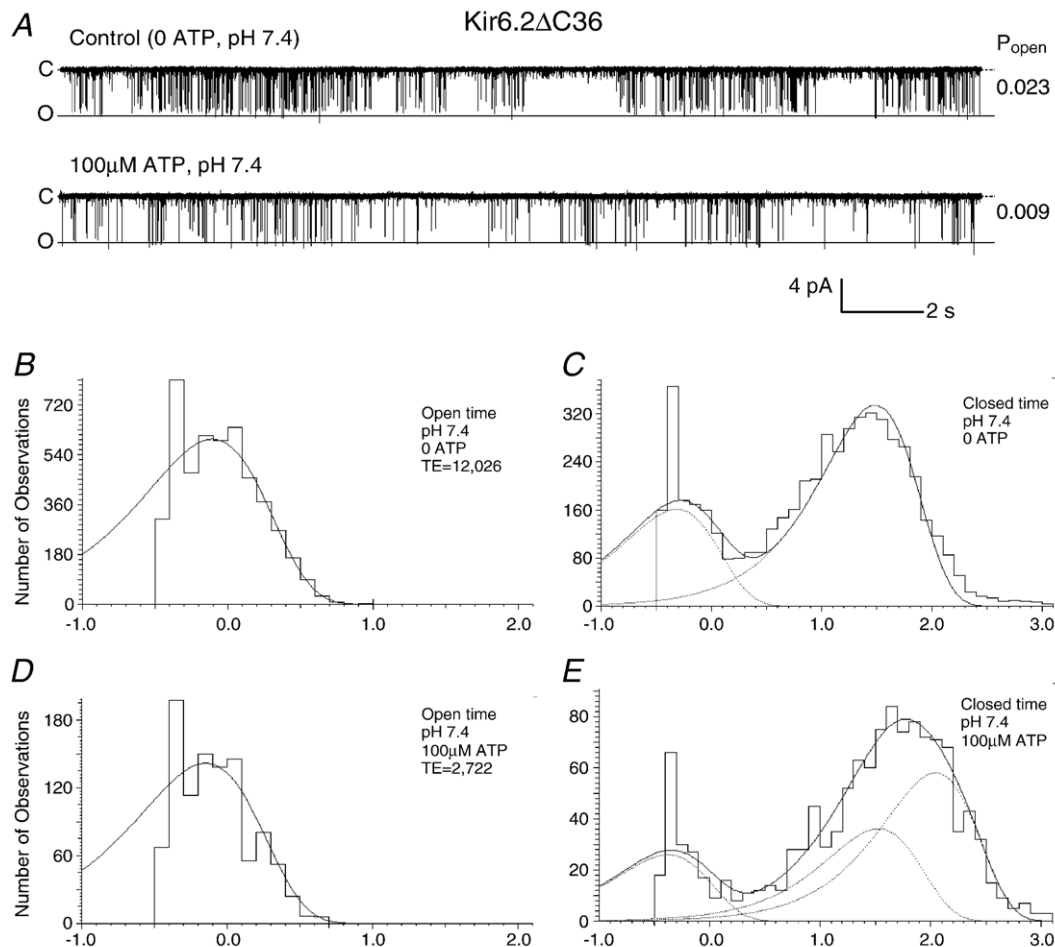 A
Kir6.2ΔC36
Control (0 ATP, pH 7.4)
Popen
C
0.023
O
100µM ATP, pH 7.4
C
0.009
O
4 pA
2 s
B
Number of Observations
720
540
360
180
0
-1.0
0.0
1.0
2.0
Open time
pH 7.4
0 ATP
TE=12,026
C
320
240
160
80
0
-1.0
0.0
1.0
2.0
3.0
Closed time
pH 7.4
0 ATP
D
Number of Observations
180
120
60
0
-1.0
0.0
1.0
2.0
Open time
pH 7.4
100µM ATP
TE=2,722
E
80
60
40
20
0
-1.0
0.0
1.0
2.0
3.0
Closed time
pH 7.4
100µM ATP